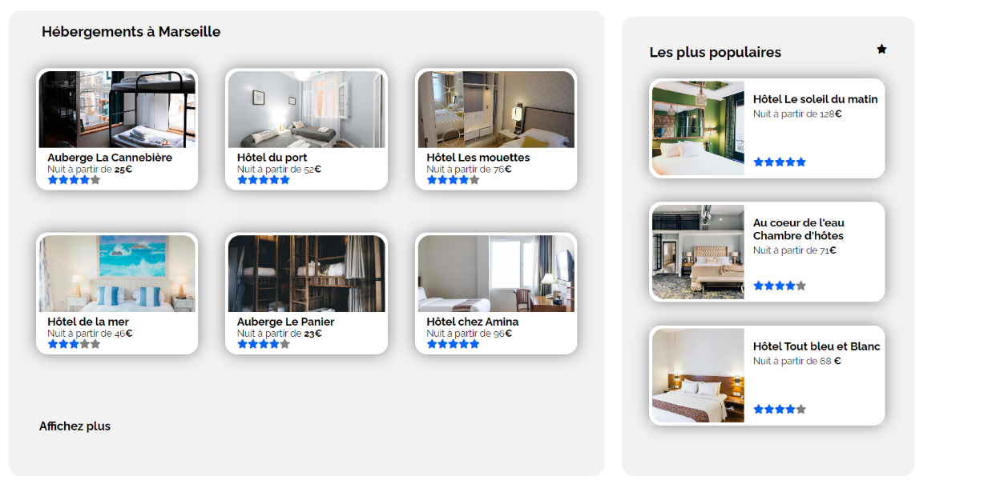 Hébergements à Marseille
Auberge La Cannebière
Nuit à partir de 25€
Hôtel du port
Nuit à partir de 52€
Hôtel Les mouettes
Nuit à partir de 76€
Hôtel de la mer
Nuit à partir de 46€
Auberge Le Panier
Nuit à partir de 23€
Hôtel chez Amina
Nuit à partir de 96€
Affichez plus
Les plus populaires
Hôtel Le soleil du matin
Nuit à partir de 128€
Au coeur de l'eau
Chambre d'hôtes
Nuit à partir de 71€
Hôtel Tout bleu et Blanc
Nuit à partir de 68 €